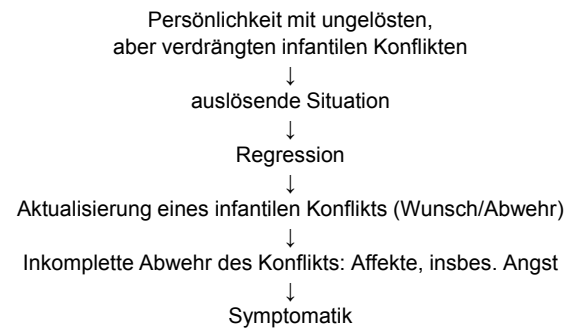 Persönlichkeit mit ungelösten,
aber verdrängten infantilen Konflikten
↓
auslösende Situation
↓
Regression
↓
Aktualisierung eines infantilen Konflikts (Wunsch/Abwehr)
↓
Inkomplette Abwehr des Konflikts: Affekte, insbes. Angst
↓
Symptomatik